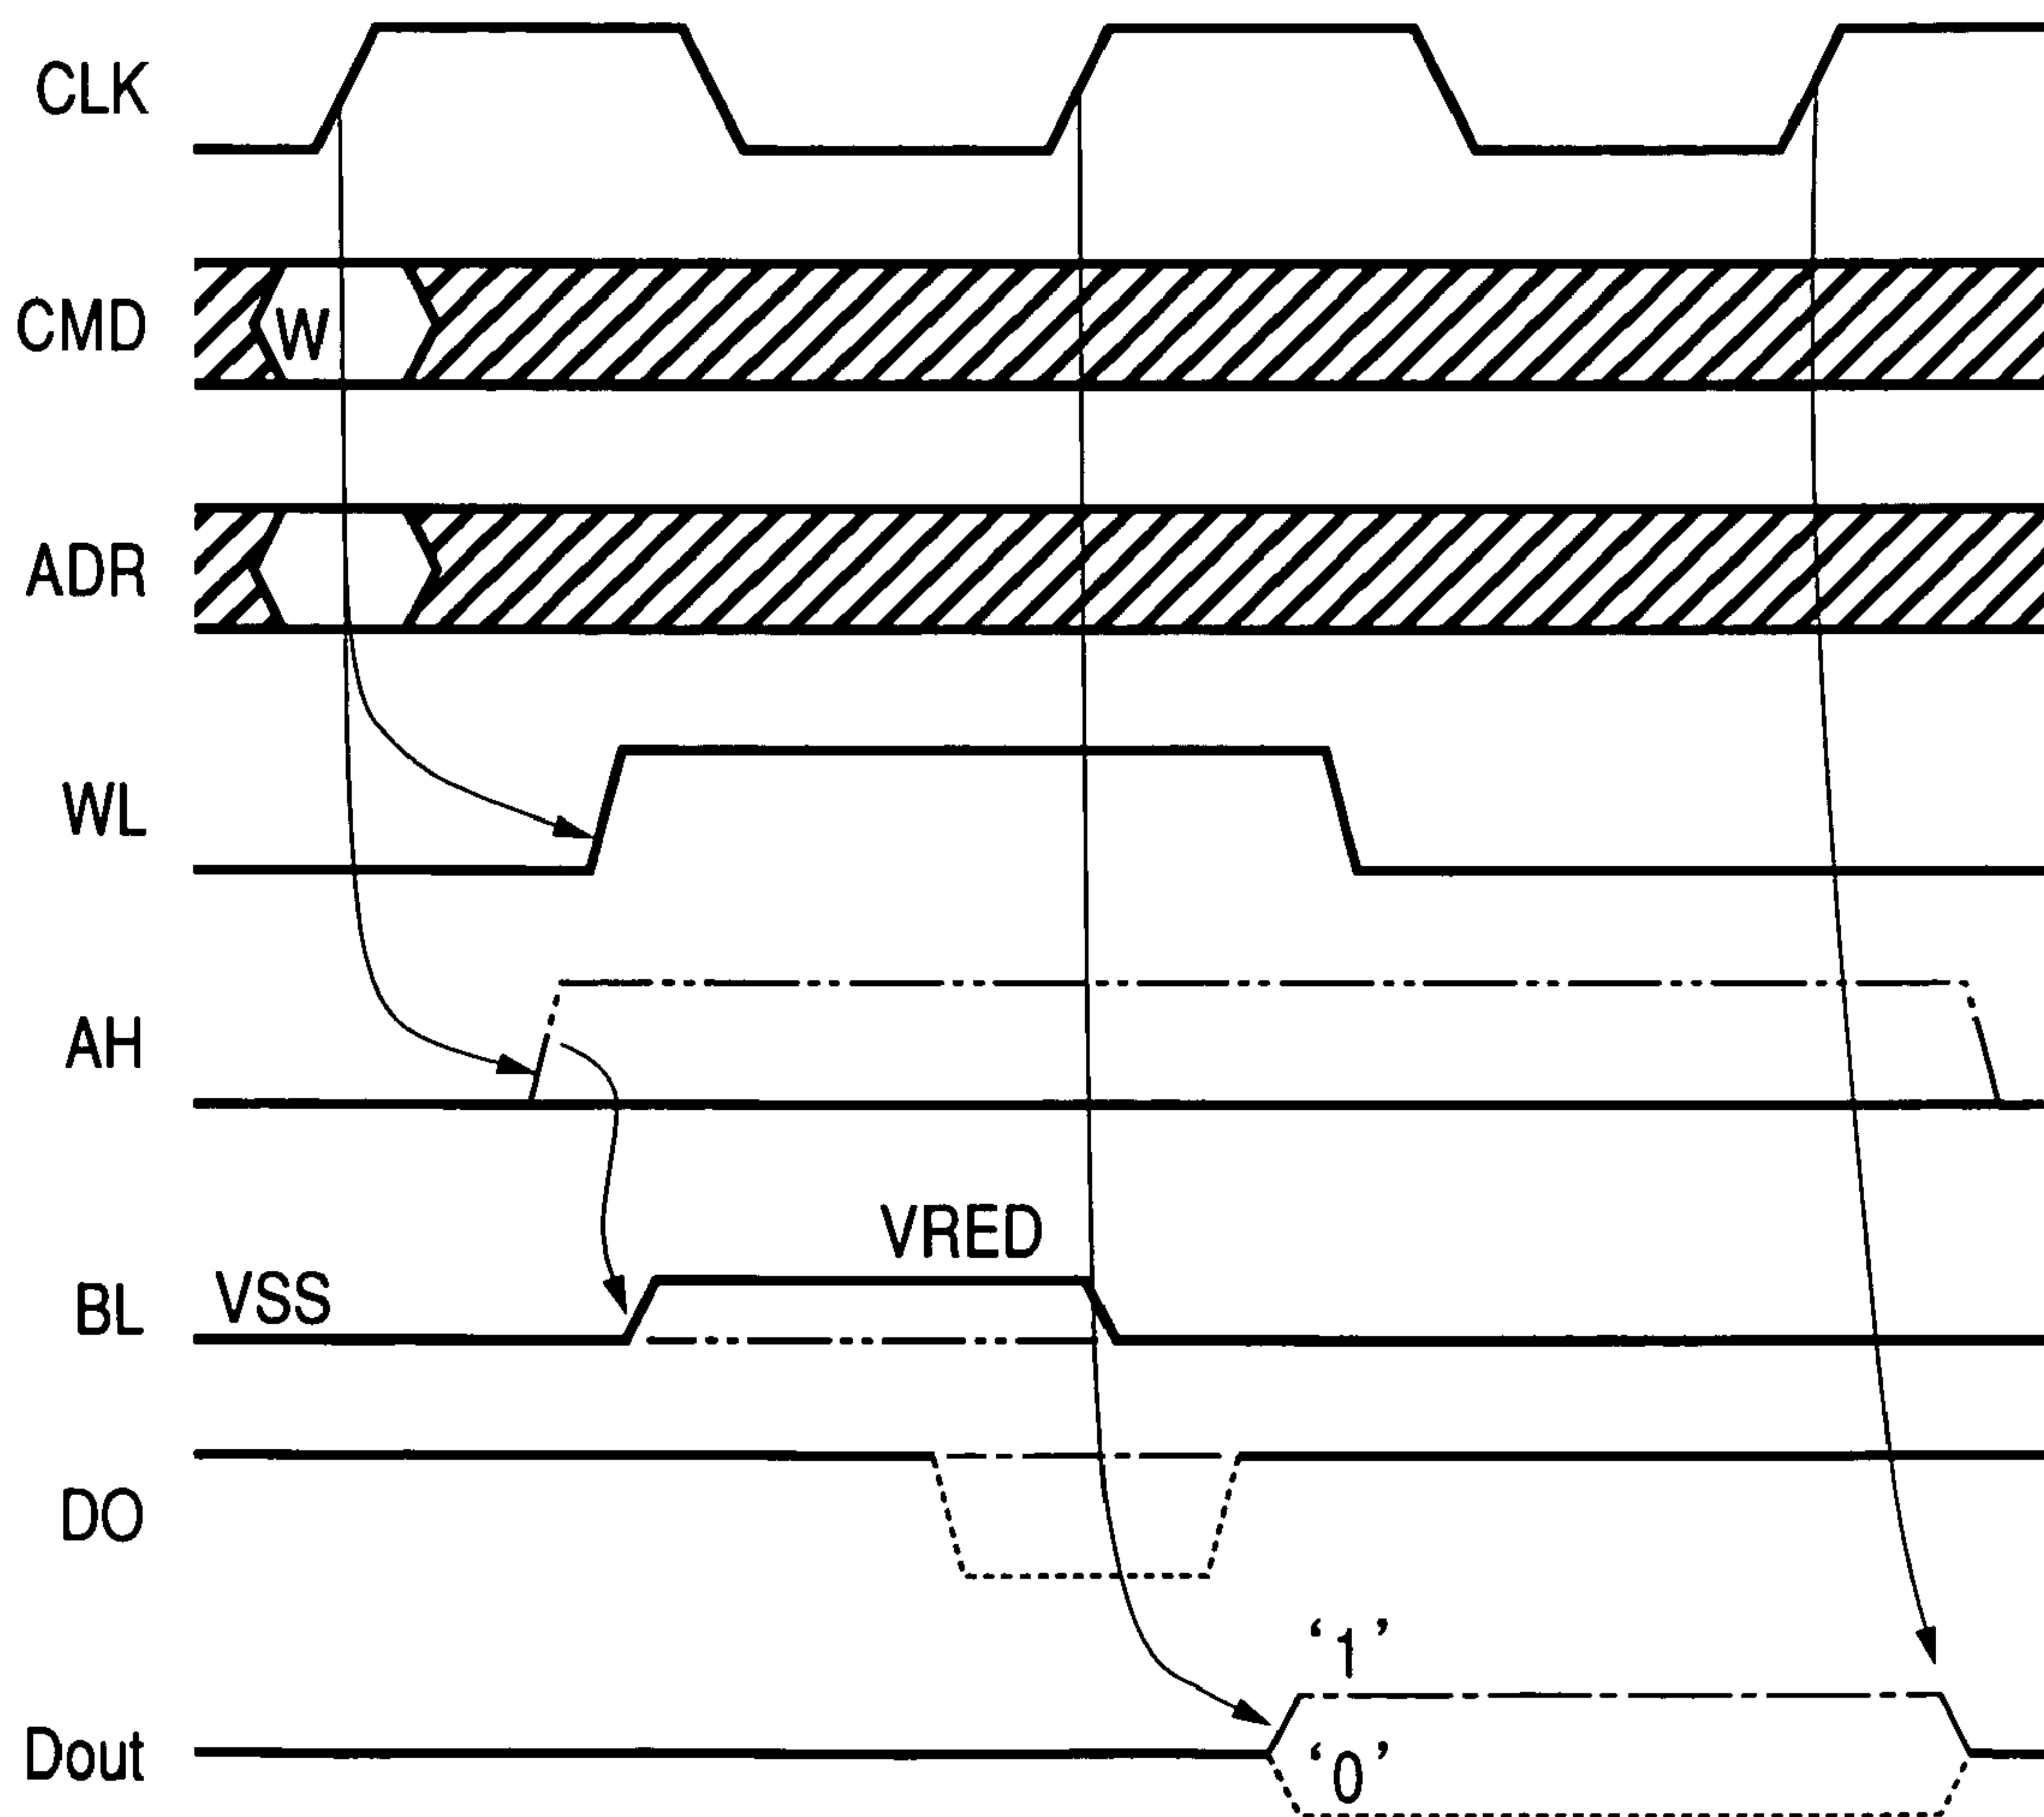 CLK
CMD
W
ADR
WL
AH
VRED
BL
VSS
DO
‘1’
Dout
‘0’